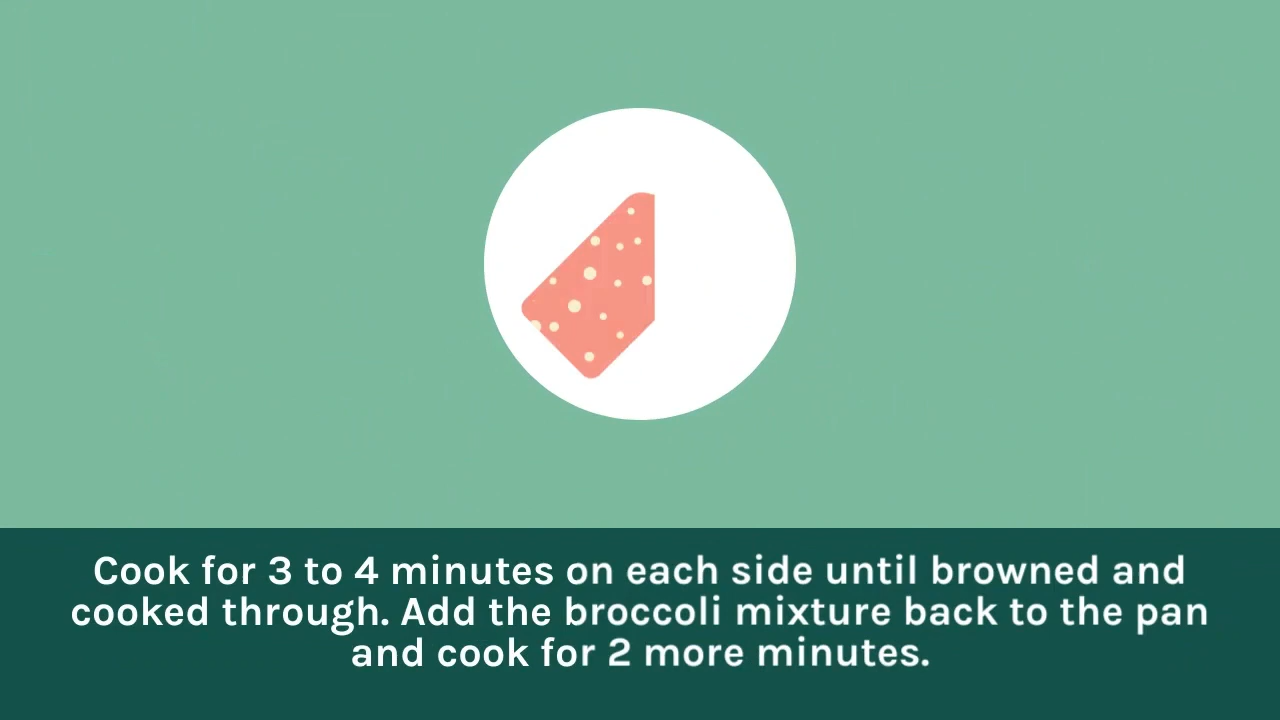 Cook for 3 to 4 minutes on each side until browned and
cooked through. Add the broccoli mixture back to the pan
and cook for 2 more minutes.